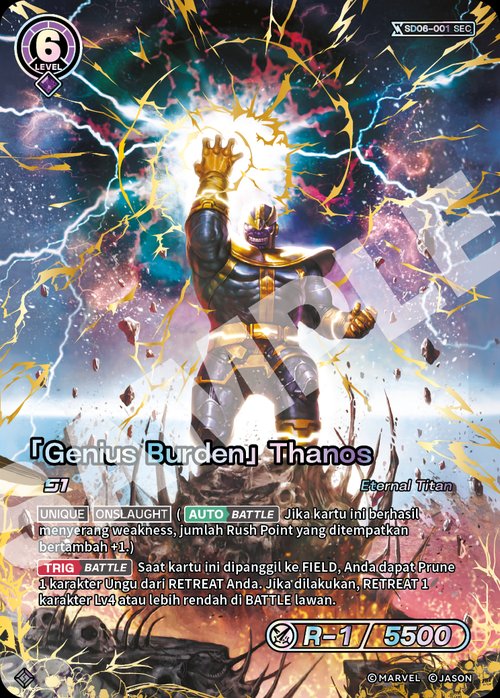 6
LEVEL
SD06-001 SEC
SAMPLE
「Genius Burden」 Thanos
51
Eternal Titan
UNIQUE ONSLAUGHT ( AUTO BATTLE Jika kartu ini berhasil
menyerang weakness, jumlah Rush Point yang ditempatkan
bertambah +1.)
TRIG BATTLE Saat kartu ini dipanggil ke FIELD, Anda dapat Prune
1 karakter Ungu dari RETREAT Anda. Jika dilakukan, RETREAT 1
karakter Lv4 atau lebih rendah di BATTLE lawan.
R-1 / 5500
©MARVEL ©JASON